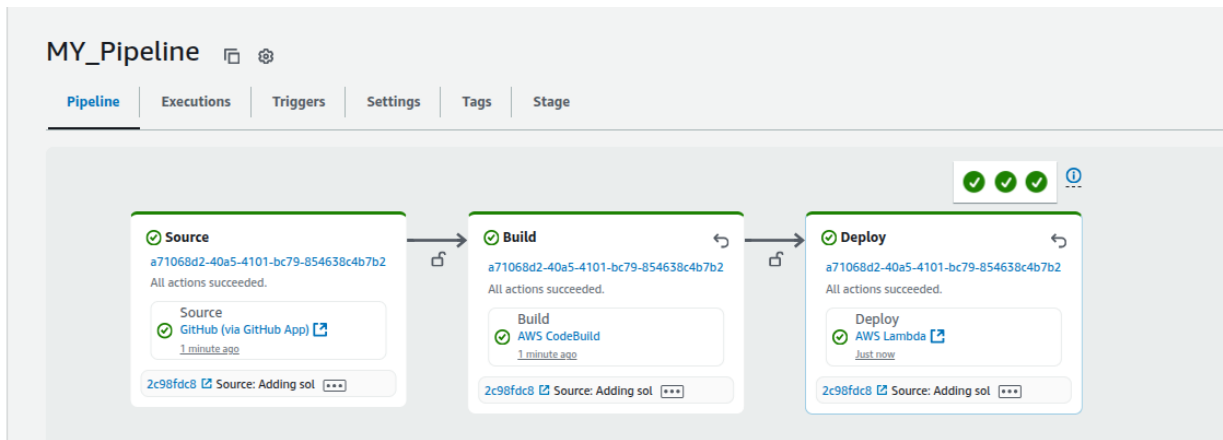 MY_Pipeline
Pipeline
Executions
Triggers
Settings
Tags
Stage
Source
a71068d2-40a5-4101-bc79-854638c4b7b2
All actions succeeded.
Source
GitHub (via GitHub App)
1 minute ago
2c98fdc8 Source: Adding sol
Build
a71068d2-40a5-4101-bc79-854638c4b7b2
All actions succeeded.
Build
AWS CodeBuild
1 minute ago
2c98fdc8 Source: Adding sol
Deploy
a71068d2-40a5-4101-bc79-854638c4b7b2
All actions succeeded.
Deploy
AWS Lambda
Just now
2c98fdc8 Source: Adding sol